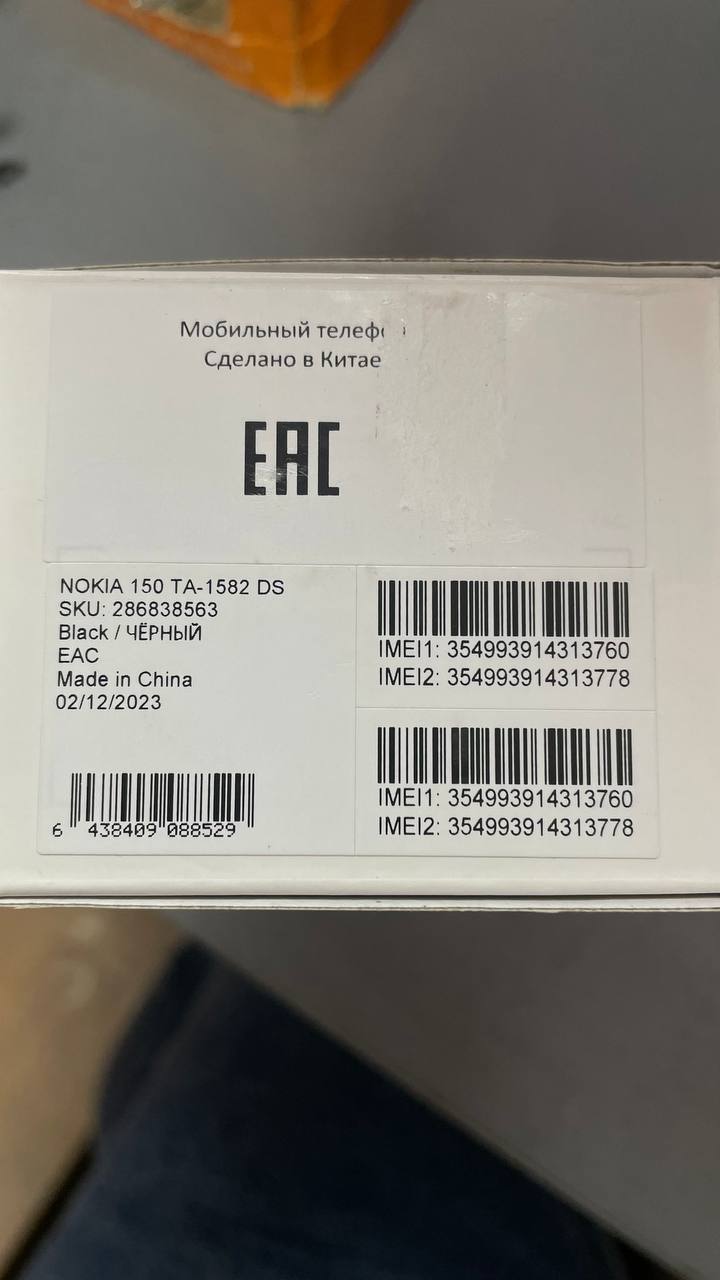 Мобильный телеф
Сделано в Китае
EAC
NOKIA 150 TA-1582 DS
SKU: 286838563
Black / ЧЁРНЫЙ
EAC
Made in China
02/12/2023
6 438409 088529
IMEI1: 354993914313760
IMEI2: 354993914313778
IMEI1: 354993914313760
IMEI2: 354993914313778